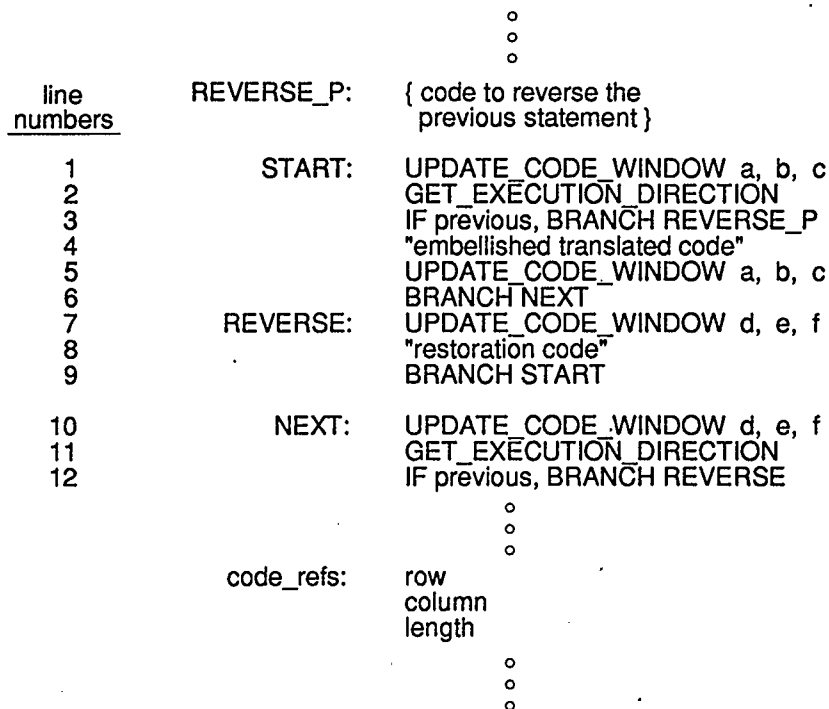 line REVERSE_P: { code to reverse the
numbers previous statement }
1 START: UPDATE_CODE_WINDOW a, b, c
2 GET_EXECUTION_DIRECTION
3 IF previous, BRANCH REVERSE_P
4 "embellished translated code"
5 UPDATE_CODE_WINDOW a, b, c
6 BRANCH NEXT
7 REVERSE: UPDATE_CODE_WINDOW d, e, f
8 "restoration code"
9 BRANCH START
10 NEXT: UPDATE_CODE_WINDOW d, e, f
11 GET_EXECUTION_DIRECTION
12 IF previous, BRANCH REVERSE
code_refs: row
column
length